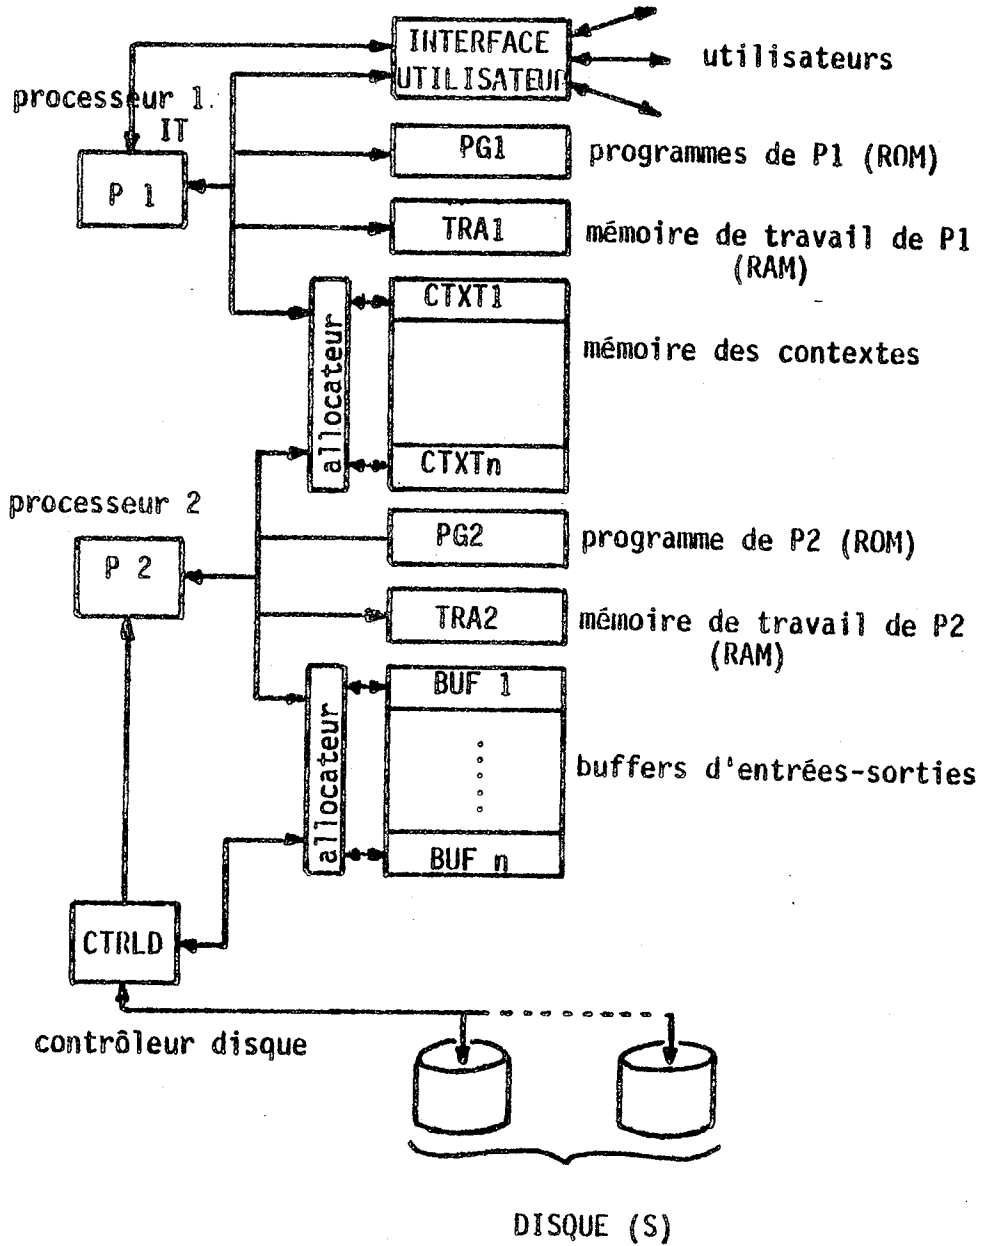 INTERFACE
UTILISATEUR
utilisateurs
processeur 1.
IT
P 1
PG1
programmes de P1 (ROM)
TRA1
mémoire de travail de P1
(RAM)
allocateur
CTXT1
mémoire des contextes
CTXTn
processeur 2
P 2
PG2
programme de P2 (ROM)
TRA2
mémoire de travail de P2
(RAM)
allocateur
BUF 1
buffers d'entrées-sorties
BUF n
CTRLD
contrôleur disque
DISQUE (S)